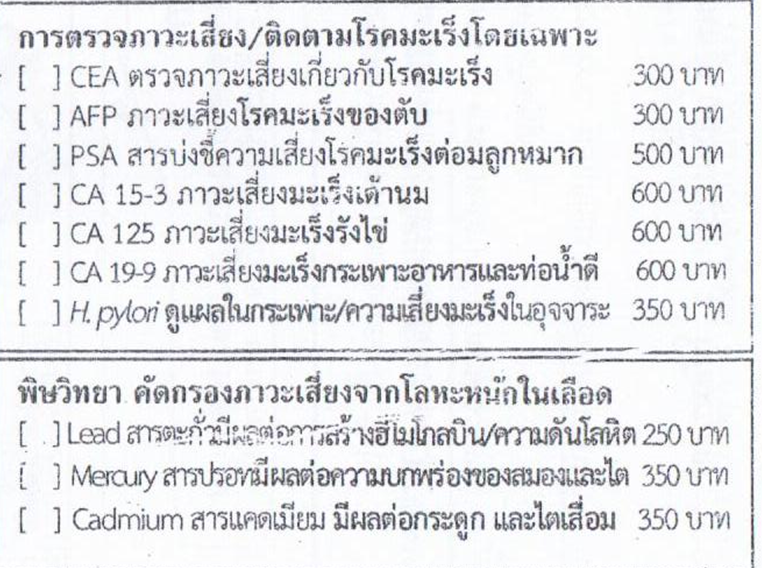 การตรวจภาวะเสี่ยง/ติดตามโรคมะเร็งโดยเฉพาะ
[ ] CEA ตรวจภาวะเสี่ยงเกี่ยวกับโรคมะเร็ง 300 บาท
[ ] AFP ภาวะเสี่ยงโรคมะเร็งของตับ 300 บาท
[ ] PSA สารบ่งชี้ความเสี่ยงโรคมะเร็งต่อมลูกหมาก 500 บาท
[ ] CA 15-3 ภาวะเสี่ยงมะเร็งเต้านม 600 บาท
[ ] CA 125 ภาวะเสี่ยงมะเร็งรังไข่ 600 บาท
[ ] CA 19-9 ภาวะเสี่ยงมะเร็งกระเพาะอาหารและท่อน้ำดี 600 บาท
[ ] H. pylori ดูแผลในกระเพาะ/ความเสี่ยงมะเร็งในอุจจาระ 350 บาท
พิษวิทยา คัดกรองภาวะเสี่ยงจากโลหะหนักในเลือด
[ ] Lead สารตะกั่วมีผลต่อการสร้างฮีโมโกลบิน/ความดันโลหิต 250 บาท
[ ] Mercury สารปรอทมีผลต่อความบกพร่องของสมองและไต 350 บาท
[ ] Cadmium สารแคดเมียม มีผลต่อกระดูก และไตเสื่อม 350 บาท